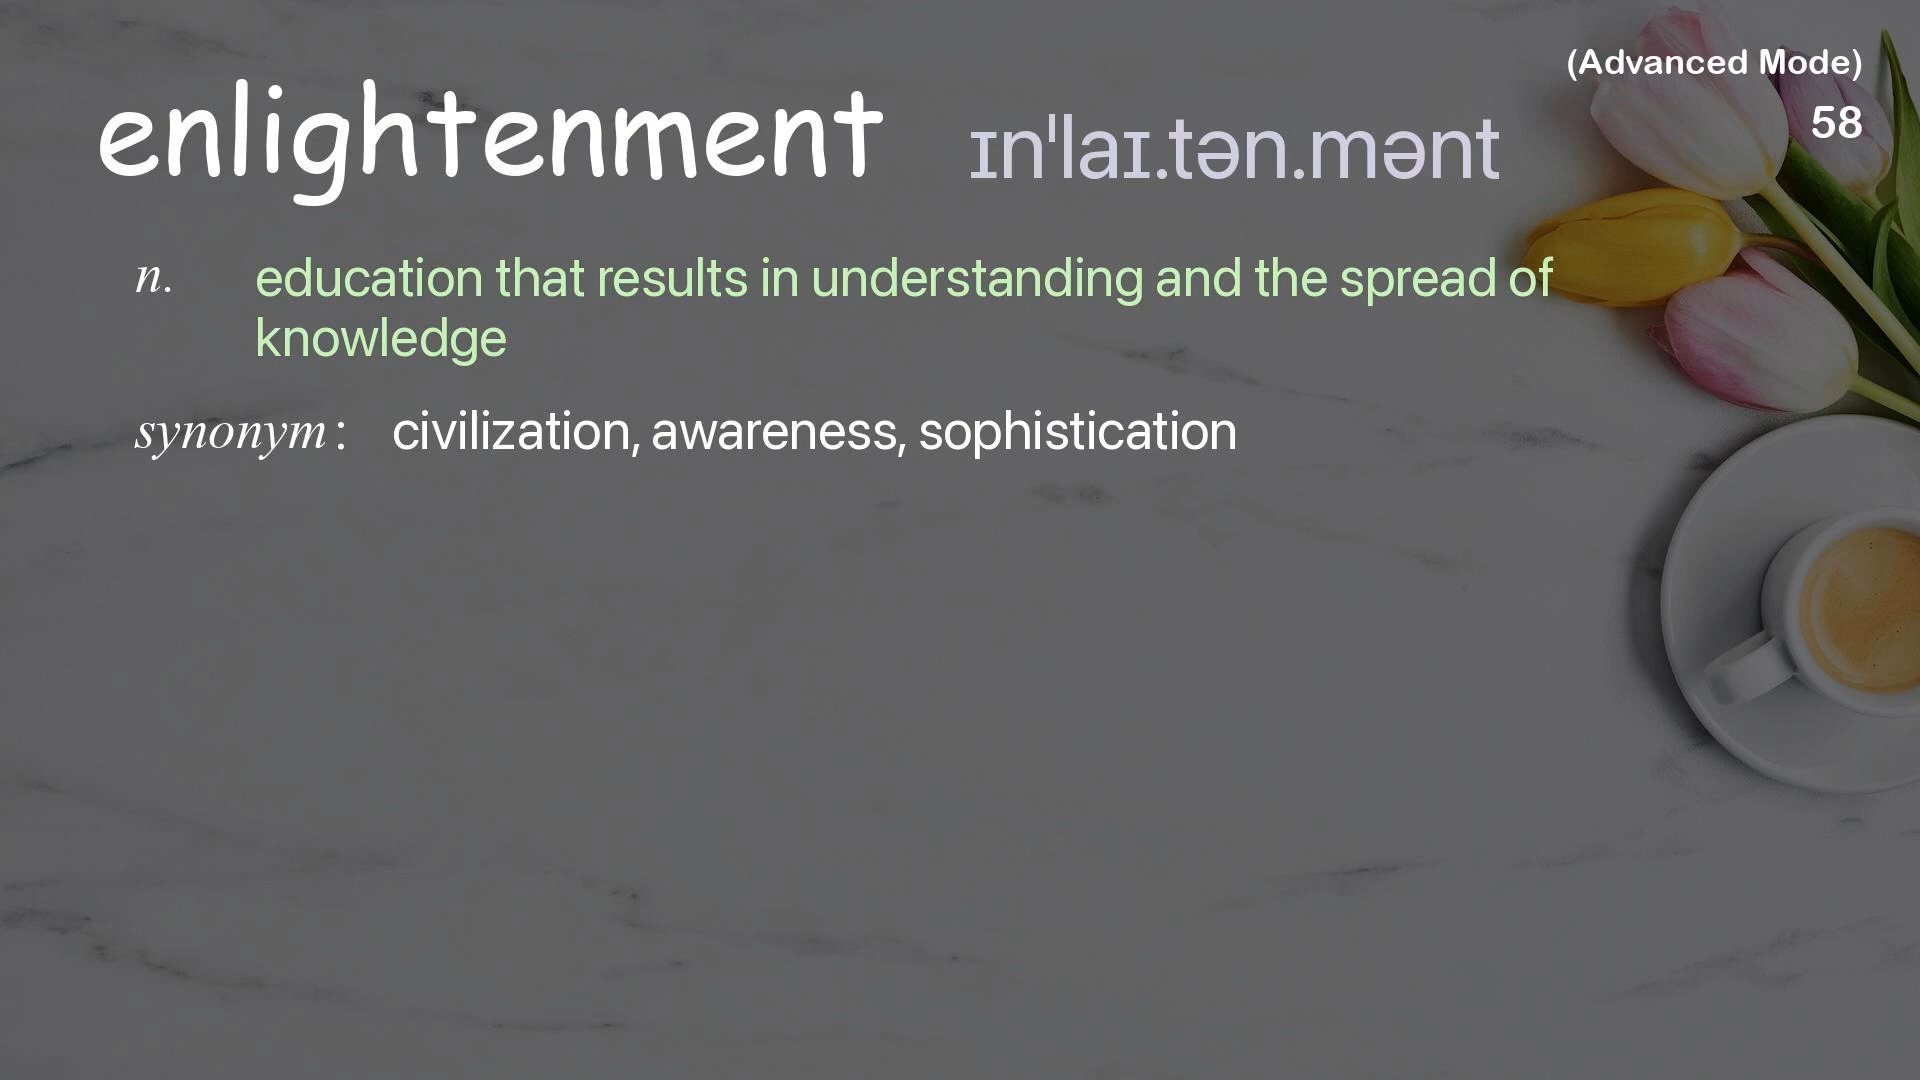 (Advanced Mode)
58
enlightenment ɪnˈlaɪ.tən.mənt
n. education that results in understanding and the spread of
knowledge
synonym: civilization, awareness, sophistication